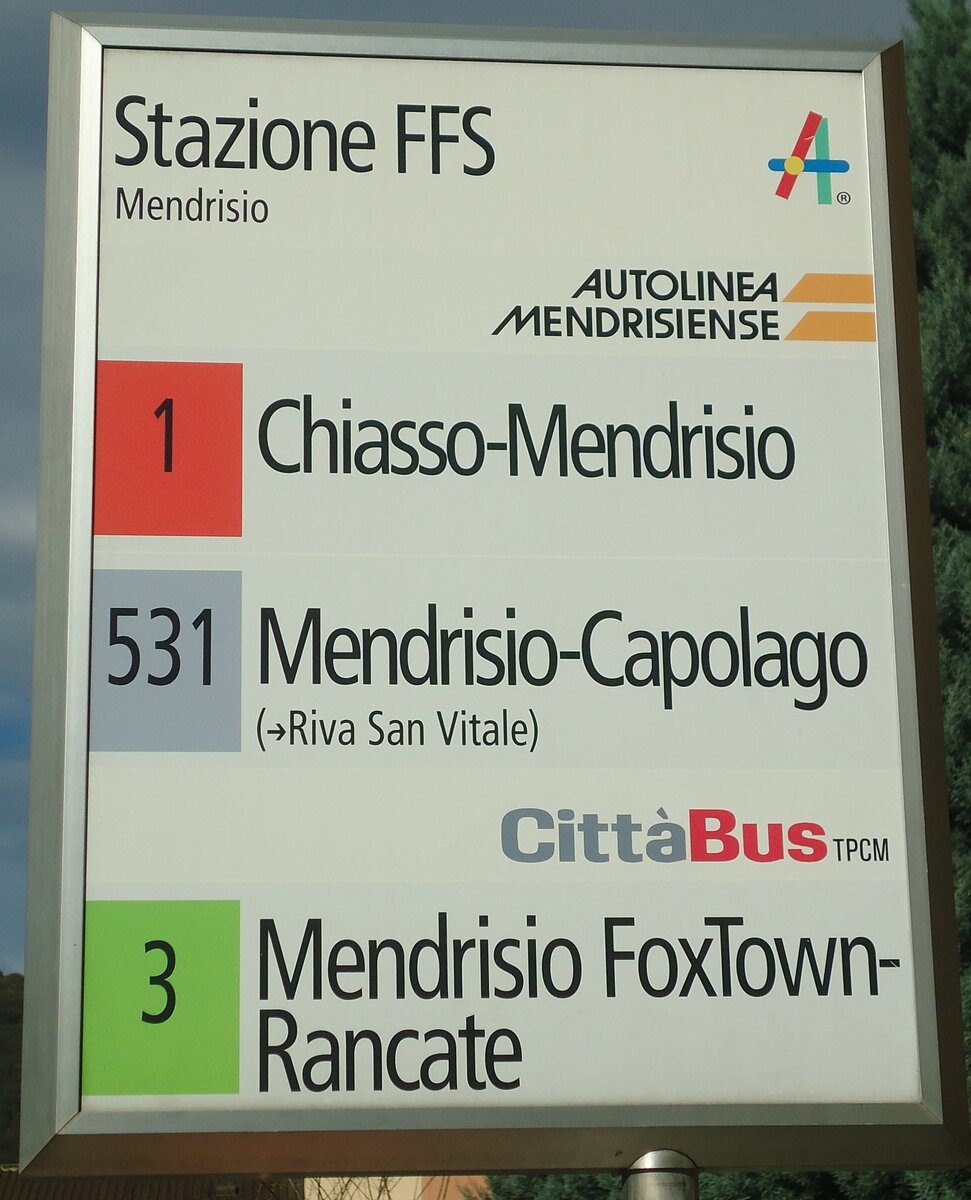 Stazione FFS
Mendrisio
®
AUTOLINEA
MENDRISIENSE
1 Chiasso-Mendrisio
531 Mendrisio-Capolago
(→Riva San Vitale)
CittàBus TPCM
3 Mendrisio FoxTown-
Rancate